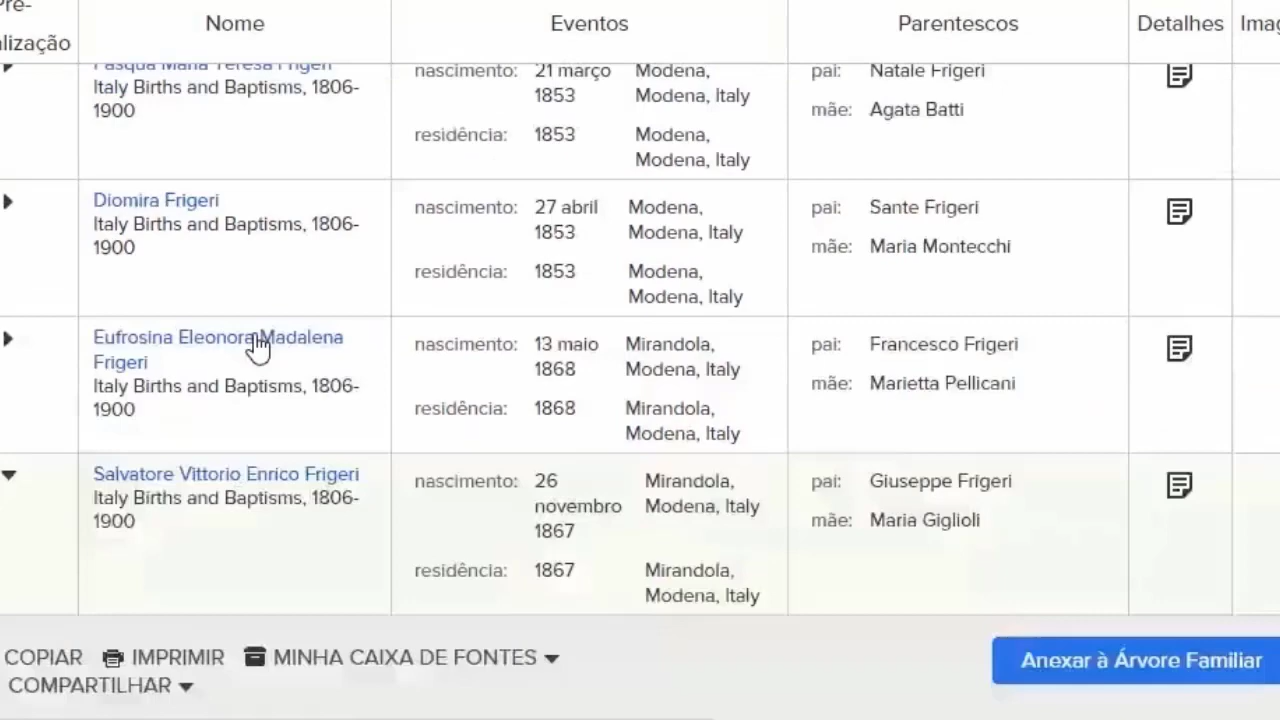 Pré-
Nome
Eventos
Parentescos
Detalhes
Imag
lização
Pasqua Maria Teresa Frigeri
Italy Births and Baptisms, 1806-
1900
nascimento:
21 março
1853
Modena,
Modena, Italy
residência:
1853
Modena,
Modena, Italy
pai:
Natale Frigeri
mãe:
Agata Batti
Diomira Frigeri
Italy Births and Baptisms, 1806-
1900
nascimento:
27 abril
1853
Modena,
Modena, Italy
residência:
1853
Modena,
Modena, Italy
pai:
Sante Frigeri
mãe:
Maria Montecchi
Eufrosina Eleonora Madalena
Frigeri
Italy Births and Baptisms, 1806-
1900
nascimento:
13 maio
1868
Mirandola,
Modena, Italy
residência:
1868
Mirandola,
Modena, Italy
pai:
Francesco Frigeri
mãe:
Marietta Pellicani
Salvatore Vittorio Enrico Frigeri
Italy Births and Baptisms, 1806-
1900
nascimento:
26
novembro
1867
Mirandola,
Modena, Italy
residência:
1867
Mirandola,
Modena, Italy
pai:
Giuseppe Frigeri
mãe:
Maria Giglioli
COPIAR
IMPRIMIR
MINHA CAIXA DE FONTES
COMPARTILHAR
Anexar à Árvore Familiar